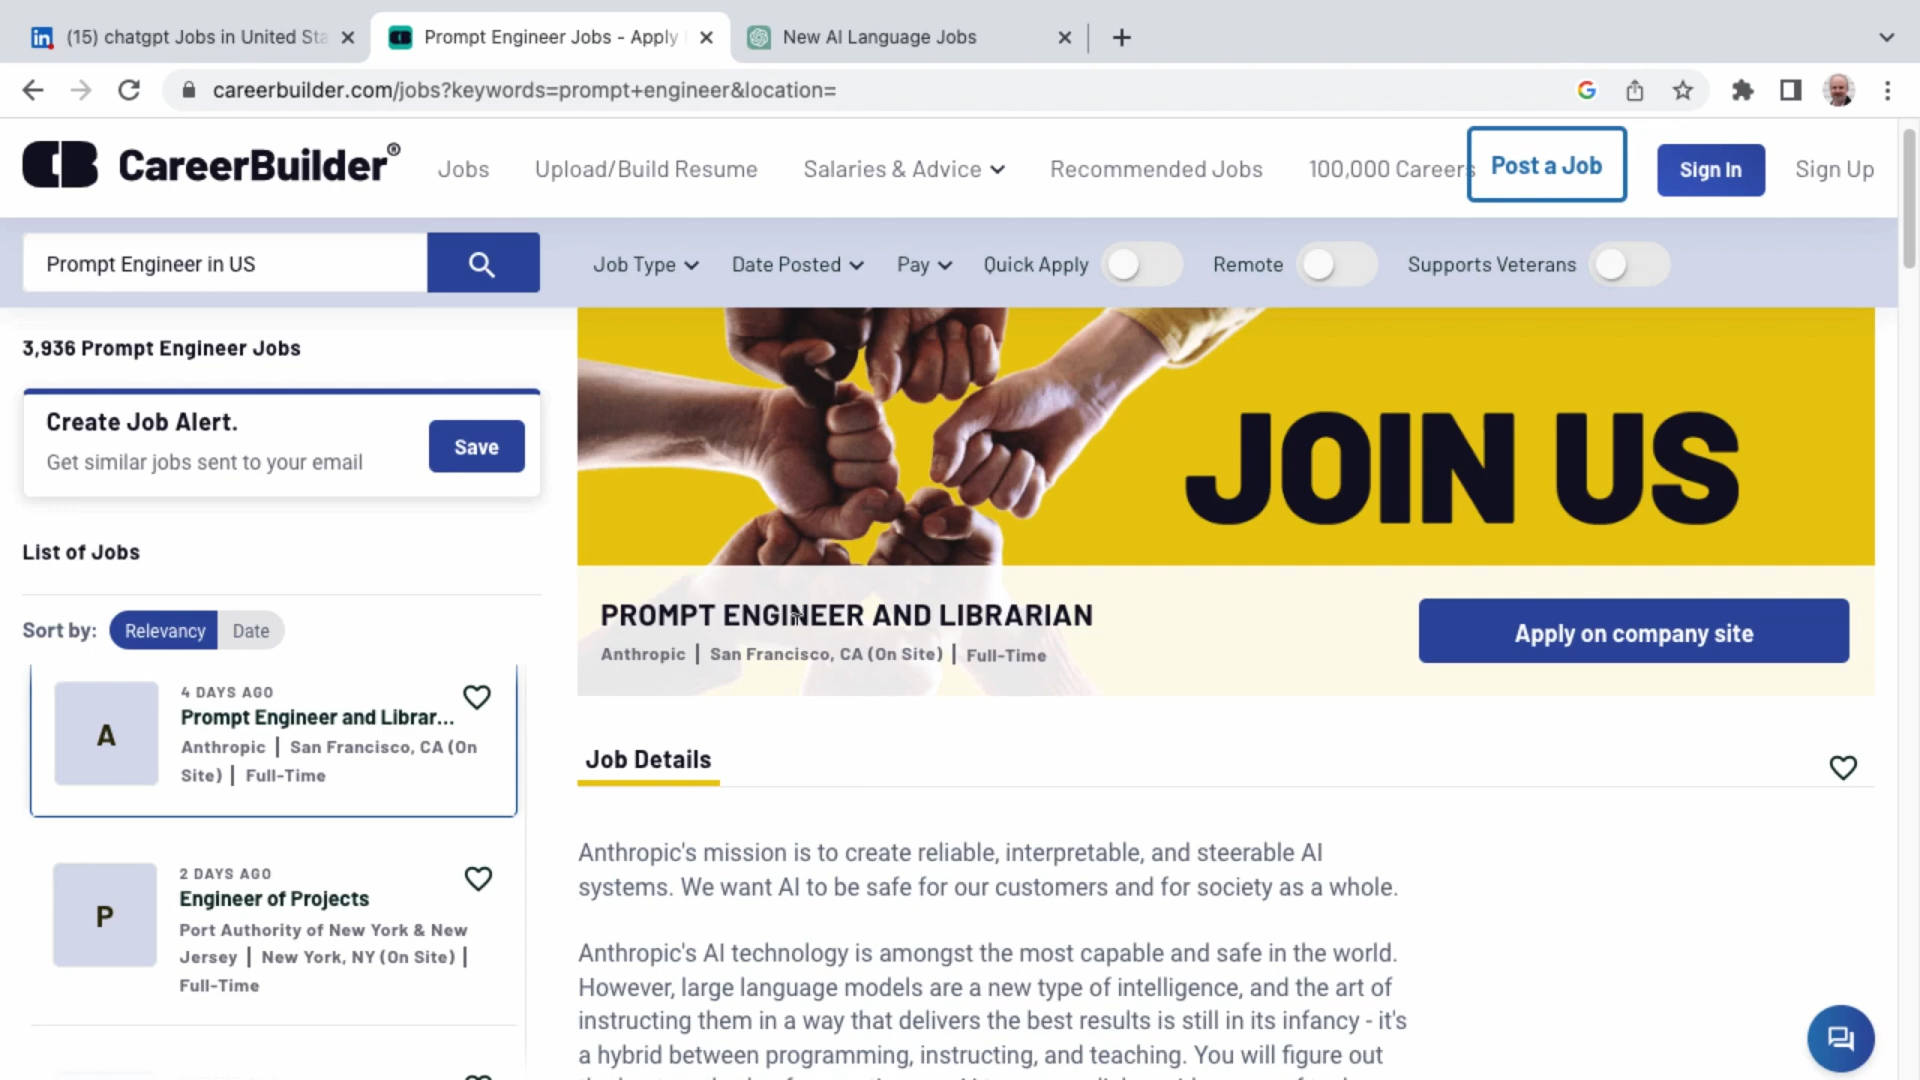 (15) chatgpt Jobs in United Sta
Prompt Engineer Jobs - Apply
New AI Language Jobs
careerbuilder.com/jobs?keywords=prompt+engineer&location=
CareerBuilder®
Jobs
Upload/Build Resume
Salaries & Advice
Recommended Jobs
100,000 Careers
Post a Job
Sign In
Sign Up
Prompt Engineer in US
Job Type
Date Posted
Pay
Quick Apply
Remote
Supports Veterans
3,936 Prompt Engineer Jobs
Create Job Alert.
Get similar jobs sent to your email
Save
List of Jobs
Sort by:
Relevancy
Date
A
4 DAYS AGO
Prompt Engineer and Librar...
Anthropic | San Francisco, CA (On
Site) | Full-Time
P
2 DAYS AGO
Engineer of Projects
Port Authority of New York & New
Jersey | New York, NY (On Site) |
Full-Time
JOIN US
PROMPT ENGINEER AND LIBRARIAN
Anthropic | San Francisco, CA (On Site) | Full-Time
Apply on company site
Job Details
Anthropic's mission is to create reliable, interpretable, and steerable AI
systems. We want AI to be safe for our customers and for society as a whole.
Anthropic's AI technology is amongst the most capable and safe in the world.
However, large language models are a new type of intelligence, and the art of
instructing them in a way that delivers the best results is still in its infancy - it's
a hybrid between programming, instructing, and teaching. You will figure out